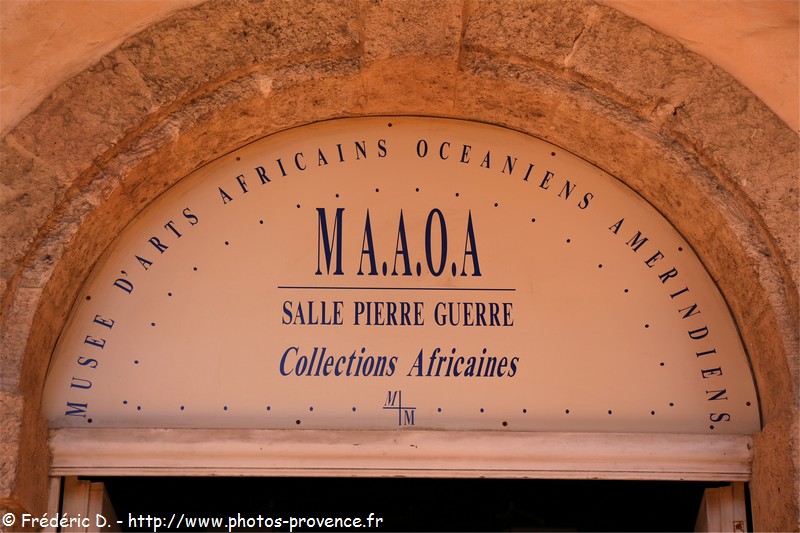 MUSEE D'ARTS AFRICAINS OCEANIENS AMERINDIENS
M A.A.O.A
SALLE PIERRE GUERRE
Collections Africaines
M
M
© Frédéric D. - http://www.photos-provence.fr